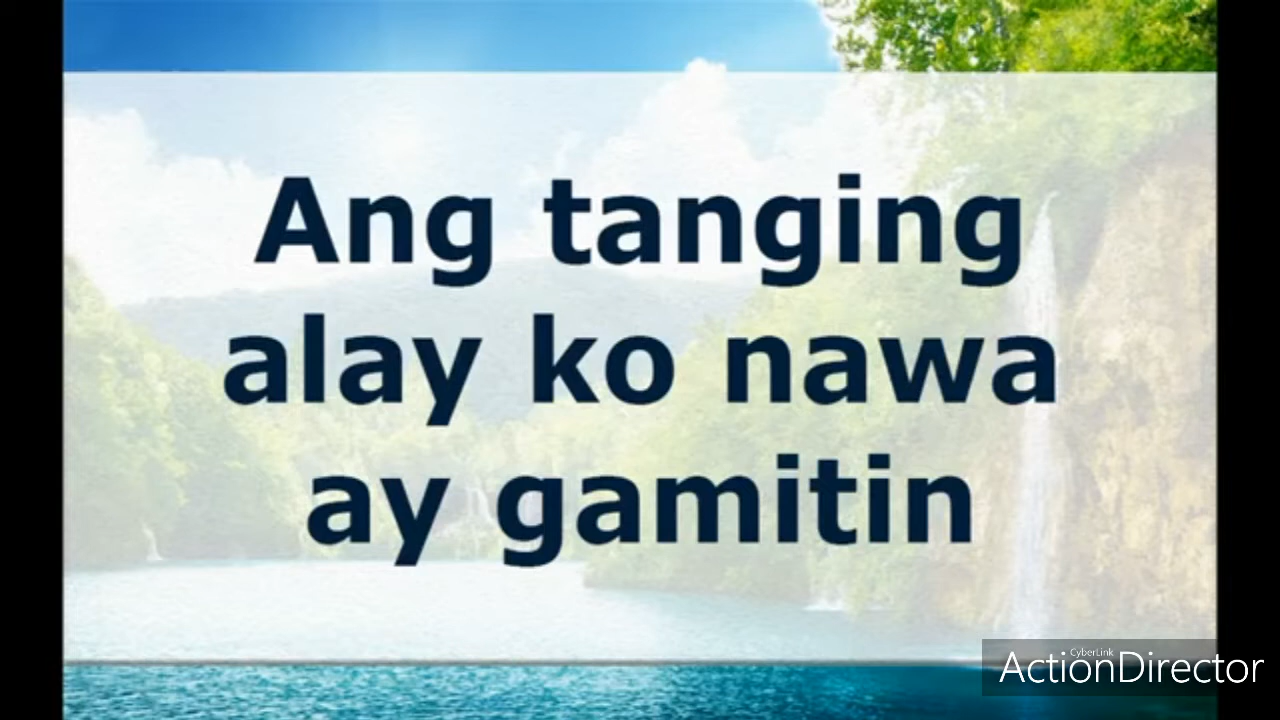 Ang tanging
alay ko nawa
ay gamitin
CyberLink
ActionDirector